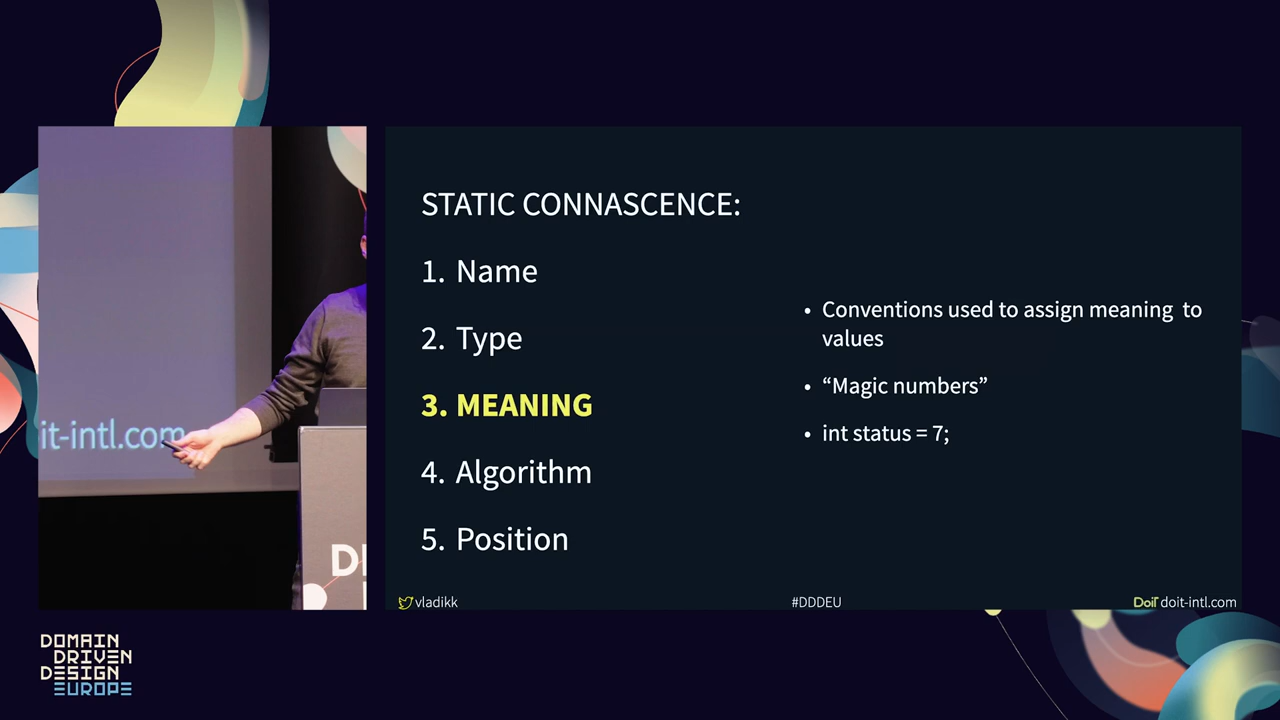 STATIC CONNASCENCE:
1. Name
2. Type
3. MEANING
4. Algorithm
5. Position
• Conventions used to assign meaning to
values
• “Magic numbers”
• int status = 7;
vladikk
#DDDEU
DoiT doit-intl.com
it-intl.com
DOMAIN
DRIVEN
DESIGN
EUROPE